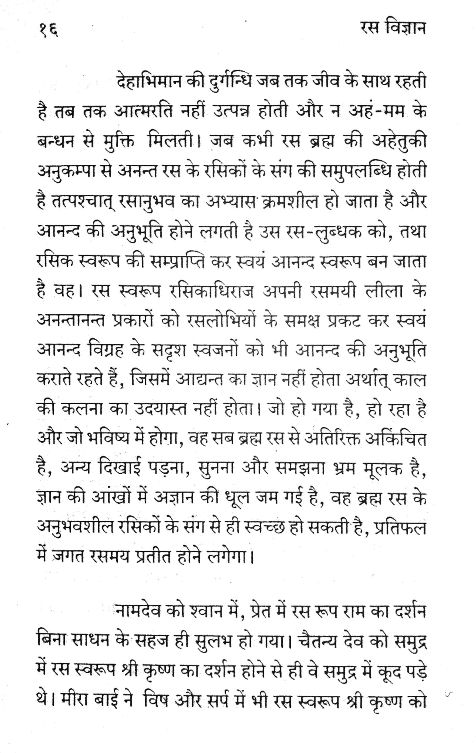 १६ रस विज्ञान
देहाभिमान की दुर्गन्धि जब तक जीव के साथ रहती
है तब तक आत्मरति नहीं उत्पन्न होती और न अहं-मम के
बन्धन से मुक्ति मिलती। जब कभी रस ब्रह्म की अहेतुकी
अनुकम्पा से अनन्त रस के रसिकों के संग की समुपलब्धि होती
है तत्पश्चात् रसानुभव का अभ्यास क्रमशील हो जाता है और
आनन्द की अनुभूति होने लगती है उस रस-लुब्धक को, तथा
रसिक स्वरूप की सम्प्राप्ति कर स्वयं आनन्द स्वरूप बन जाता
है वह। रस स्वरूप रसिकाधिराज अपनी रसमयी लीला के
अनन्तानन्त प्रकारों को रसलोभियों के समक्ष प्रकट कर स्वयं
आनन्द विग्रह के सदृश स्वजनों को भी आनन्द की अनुभूति
कराते रहते हैं, जिसमें आद्यन्त का ज्ञान नहीं होता अर्थात् काल
की कलना का उदयास्त नहीं होता। जो हो गया है, हो रहा है
और जो भविष्य में होगा, वह सब ब्रह्म रस से अतिरिक्त अकिंचित
है, अन्य दिखाई पड़ना, सुनना और समझना भ्रम मूलक है,
ज्ञान की आंखों में अज्ञान की धूल जम गई है, वह ब्रह्म रस के
अनुभवशील रसिकों के संग से ही स्वच्छ हो सकती है, प्रतिफल
में जगत रसमय प्रतीत होने लगेगा।
नामदेव को श्वान में, प्रेत में रस रूप राम का दर्शन
बिना साधन के सहज ही सुलभ हो गया। चैतन्य देव को समुद्र
में रस स्वरूप श्री कृष्ण का दर्शन होने से ही वे समुद्र में कूद पड़े
थे। मीरा बाई ने विष और सर्प में भी रस स्वरूप श्री कृष्ण को